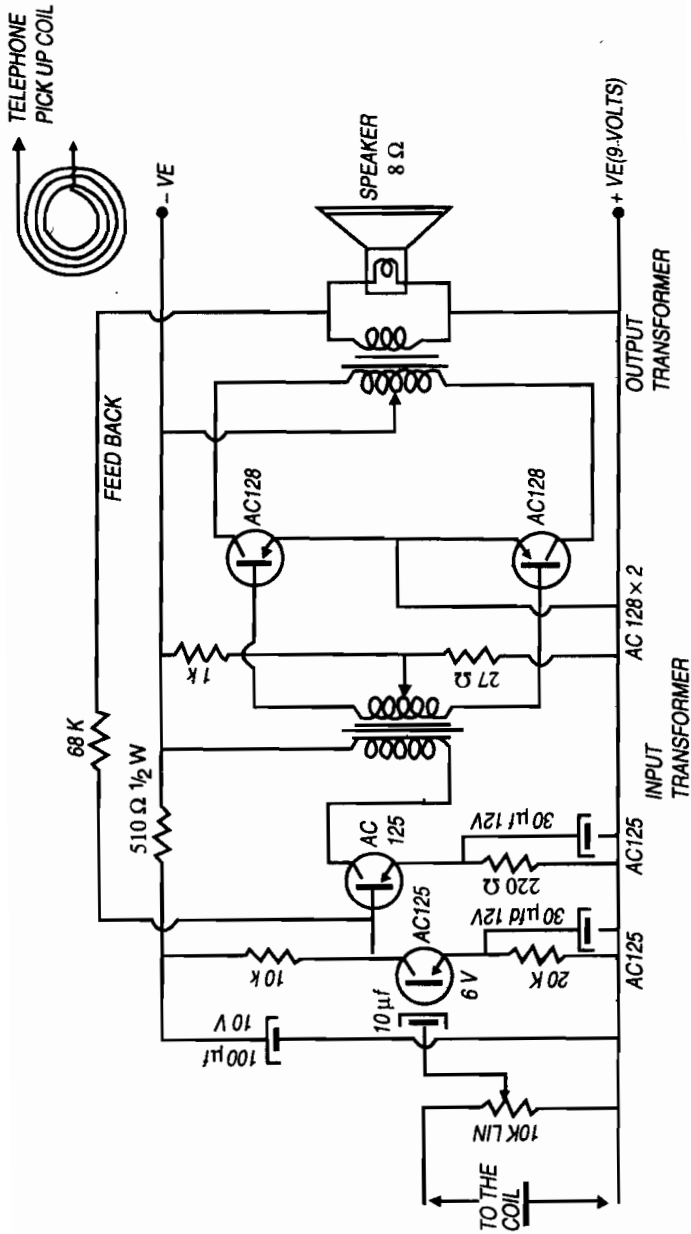 TELEPHONE
PICK UP COIL
- VE
FEED BACK
68 K
510 Ω 1/2 W
SPEAKER
8 Ω
AC128
AC128
1 k
27 Ω
AC
125
AC125
6 V
10 k
10 µf
100µf
10 V
30 µf 12V
220 Ω
30 µfd 12V
20 K
10K LIN
TO THE
COIL
AC125
AC125
INPUT
TRANSFORMER
AC 128 × 2
OUTPUT
TRANSFORMER
+ VE(9-VOLTS)